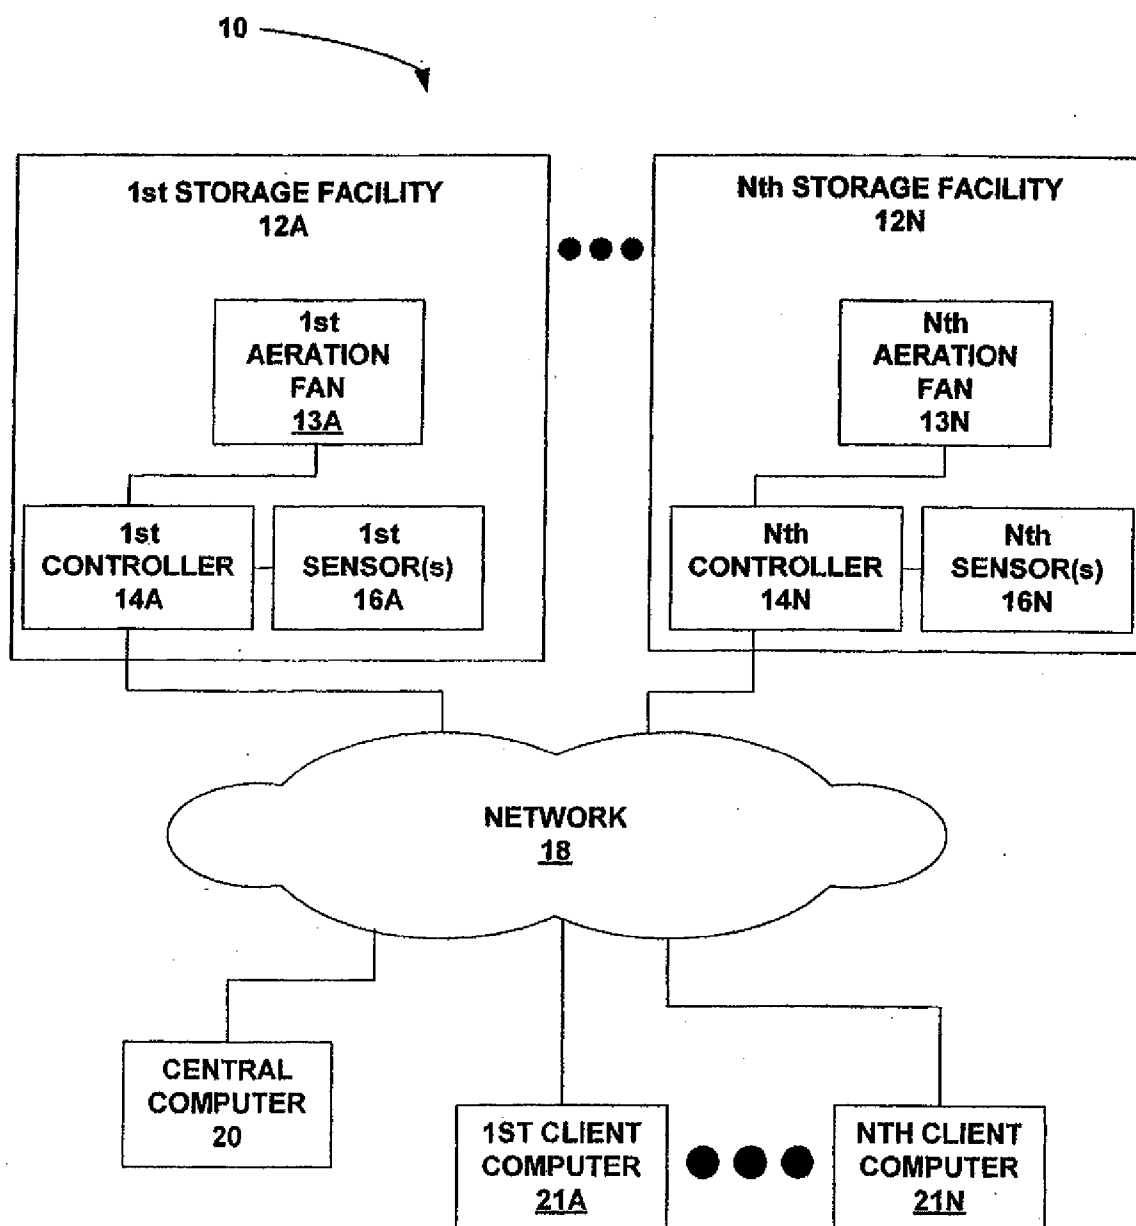 10
1st STORAGE FACILITY
12A
1st
AERATION
FAN
13A
1st
CONTROLLER
14A
1st
SENSOR(s)
16A
Nth STORAGE FACILITY
12N
Nth
AERATION
FAN
13N
Nth
CONTROLLER
14N
Nth
SENSOR(s)
16N
NETWORK
18
CENTRAL
COMPUTER
20
1ST CLIENT
COMPUTER
21A
NTH CLIENT
COMPUTER
21N